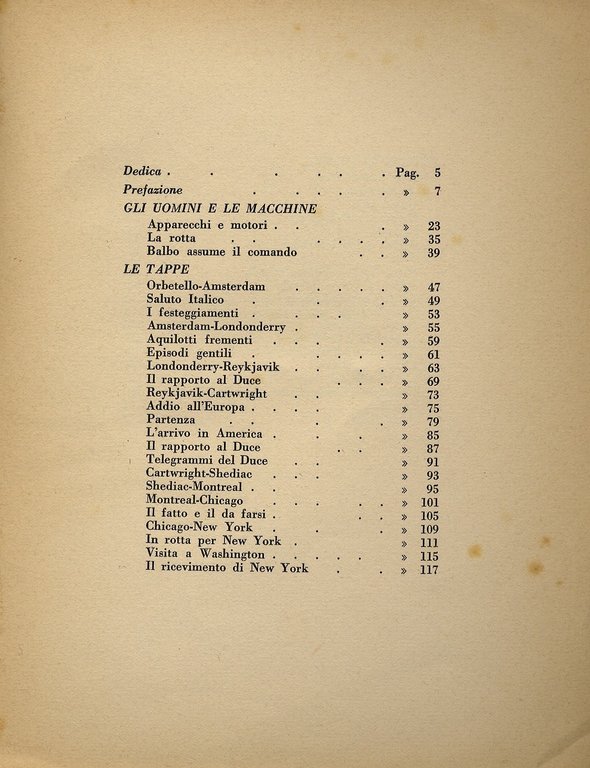 Dedica . . . . . . Pag. 5
Prefazione . . . . . » 7
GLI UOMINI E LE MACCHINE
Apparecchi e motori . . . » 23
La rotta . . . . . . » 35
Balbo assume il comando . . » 39
LE TAPPE
Orbetello-Amsterdam . . . . . » 47
Saluto Italico . . . » 49
I festeggiamenti . . . . » 53
Amsterdam-Londonderry . » 55
Aquilotti frementi . . . . » 59
Episodi gentili . . . . . » 61
Londonderry-Reykjavik . . . . » 63
Il rapporto al Duce . . . » 69
Reykjavik-Cartwright . . » 73
Addio all'Europa . . . . » 75
Partenza . . . . » 79
L'arrivo in America . . . » 85
Il rapporto al Duce . . » 87
Telegrammi del Duce . . » 91
Cartwright-Shediac . . . » 93
Shediac-Montreal . . . » 95
Montreal-Chicago . . . . » 101
Il fatto e il da farsi . . . » 105
Chicago-New York . . . » 109
In rotta per New York . » 111
Visita a Washington . . . . . » 115
Il ricevimento di New York . . » 117